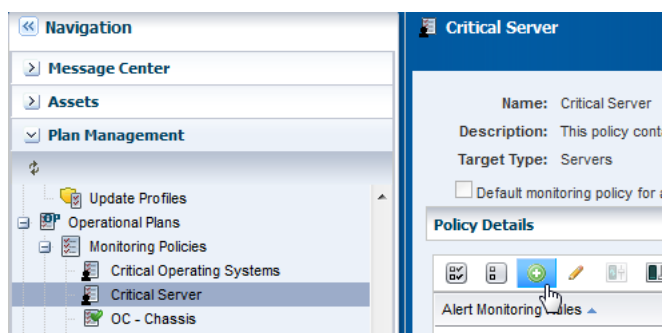 Navigation
Message Center
Assets
Plan Management
Update Profiles
Operational Plans
Monitoring Policies
Critical Operating Systems
Critical Server
OC - Chassis
Critical Server
Name: Critical Server
Description: This policy cont
Target Type: Servers
Default monitoring policy for a
Policy Details
Alert Monitoring Rules